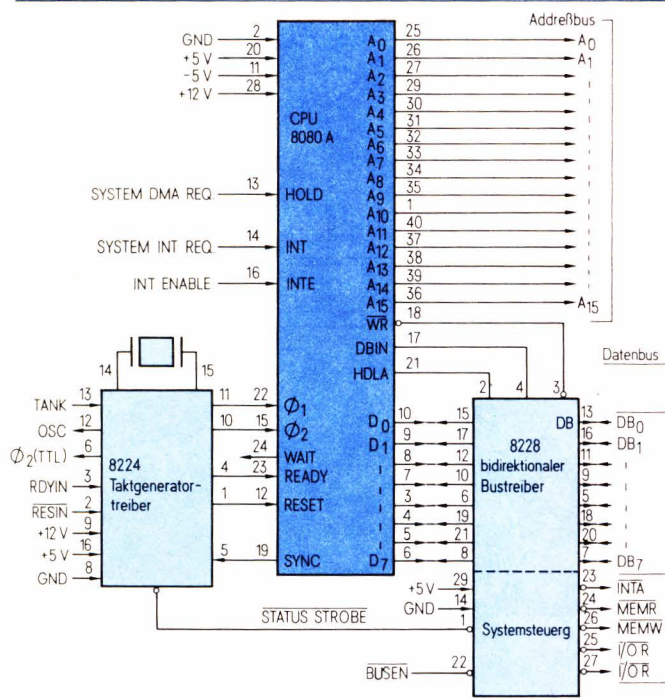 Addreßbus
GND 2
+5 V 20
-5 V 11
+12 V 28
CPU
8080 A
A0 25 A0
A1 26 A1
A2 27
A3 29
A4 30
A5 31
A6 32
A7 33
A8 34
A9 35
A10 1
A11 40
A12 37
A13 38
A14 39
A15 36 A15
WR 18
DBIN 17
HDLA 21
SYSTEM DMA REQ. 13 HOLD
SYSTEM INT REQ. 14 INT
INT ENABLE 16 INTE
14 15
TANK 13
OSC 12
Ø2(TTL) 6
RDYIN 3
RESIN 2
+12 V 9
+5 V 16
GND 8
8224
Taktgenerator-
treiber
11 22 Ø1
10 15 Ø2
24 WAIT
4 23 READY
1 12 RESET
5 19 SYNC
Datenbus
2 4 3
D0 10 15
D1 9 17
8 12
7 10
3 6
4 19
5 21
D7 6 8
8228
bidirektionaler
Bustreiber
DB 13 DB0
16 DB1
11
9
5
18
20
7 DB7
+5 V 29
GND 14
STATUS STROBE 1
BUSEN 22
Systemsteuerg
23 INTA
24 MEMR
26 MEMW
25 I/O R
27 I/O R